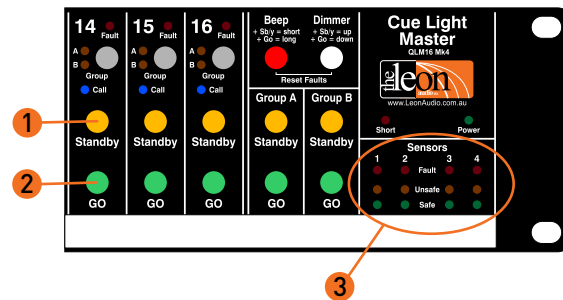 14 Fault
A
B
Group
Call
Standby
GO
15 Fault
A
B
Group
Call
Standby
GO
16 Fault
A
B
Group
Call
Standby
GO
Beep
+ Sb/y = short
+ Go = long
Dimmer
+ Sb/y = up
+ Go = down
Reset Faults
Group A
Standby
GO
Group B
Standby
GO
Cue Light
Master
QLM16 Mk4
the leon
audio
www.LeonAudio.com.au
Short Power
Sensors
1 2 3 4
Fault
Unsafe
Safe
1
2
3